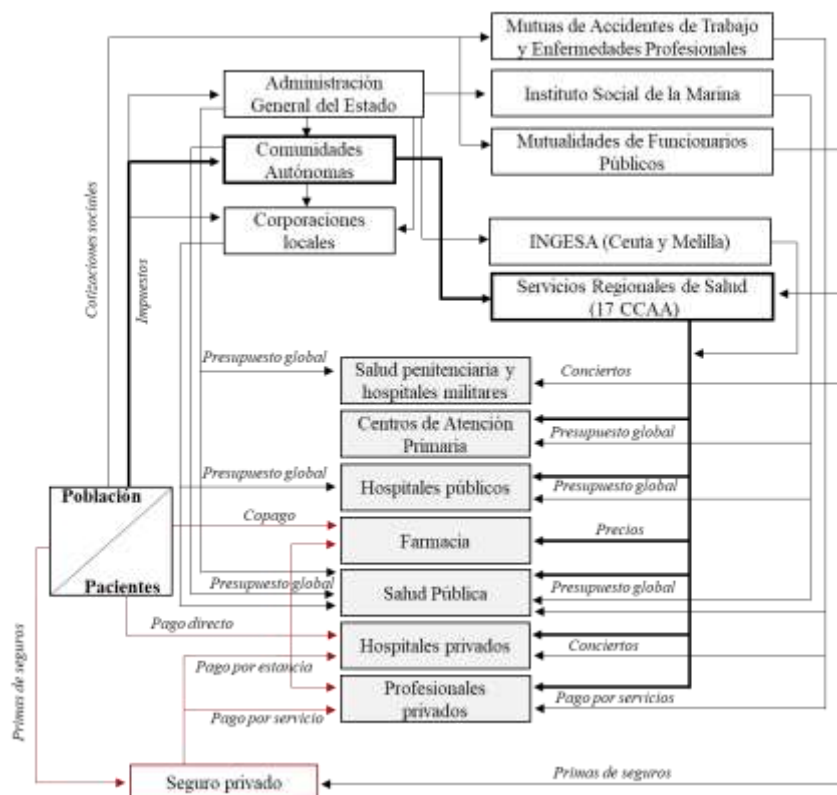 Mutuas de Accidentes de Trabajo
y Enfermedades Profesionales
Administración
General del Estado
Instituto Social de la Marina
Comunidades
Autónomas
Mutualidades de Funcionarios
Públicos
Corporaciones
locales
INGESA (Ceuta y Melilla)
Cotizaciones sociales
Impuestos
Servicios Regionales de Salud
(17 CCAA)
Presupuesto global
Salud penitenciaria y
hospitales militares
Conciertos
Centros de Atención
Primaria
Presupuesto global
Presupuesto global
Hospitales públicos
Presupuesto global
Población
Pacientes
Copago
Farmacia
Precios
Presupuesto global
Salud Pública
Presupuesto global
Pago directo
Hospitales privados
Conciertos
Pago por estancia
Profesionales
privados
Pago por servicios
Pago por servicio
Primas de seguros
Seguro privado
Primas de seguros